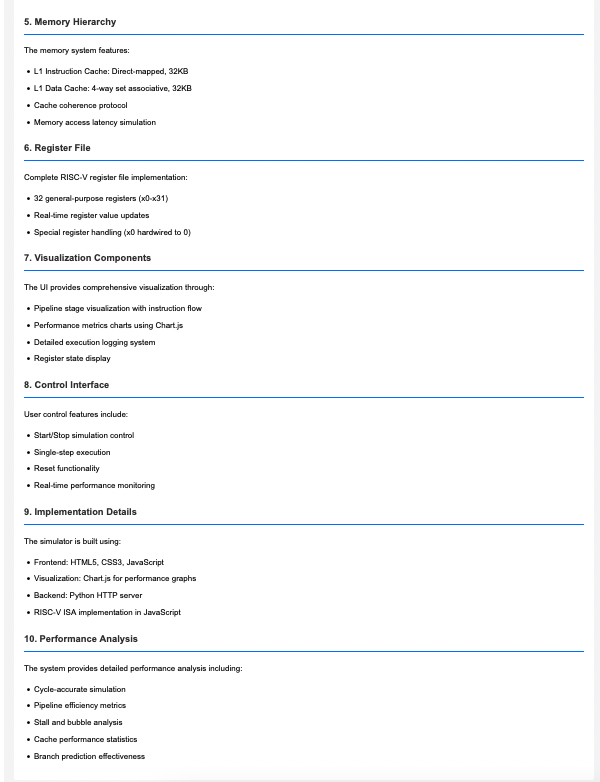 5. Memory Hierarchy
The memory system features:
• L1 Instruction Cache: Direct-mapped, 32KB
• L1 Data Cache: 4-way set associative, 32KB
• Cache coherence protocol
• Memory access latency simulation
6. Register File
Complete RISC-V register file implementation:
• 32 general-purpose registers (x0-x31)
• Real-time register value updates
• Special register handling (x0 hardwired to 0)
7. Visualization Components
The UI provides comprehensive visualization through:
• Pipeline stage visualization with instruction flow
• Performance metrics charts using Chart.js
• Detailed execution logging system
• Register state display
8. Control Interface
User control features include:
• Start/Stop simulation control
• Single-step execution
• Reset functionality
• Real-time performance monitoring
9. Implementation Details
The simulator is built using:
• Frontend: HTML5, CSS3, JavaScript
• Visualization: Chart.js for performance graphs
• Backend: Python HTTP server
• RISC-V ISA implementation in JavaScript
10. Performance Analysis
The system provides detailed performance analysis including:
• Cycle-accurate simulation
• Pipeline efficiency metrics
• Stall and bubble analysis
• Cache performance statistics
• Branch prediction effectiveness